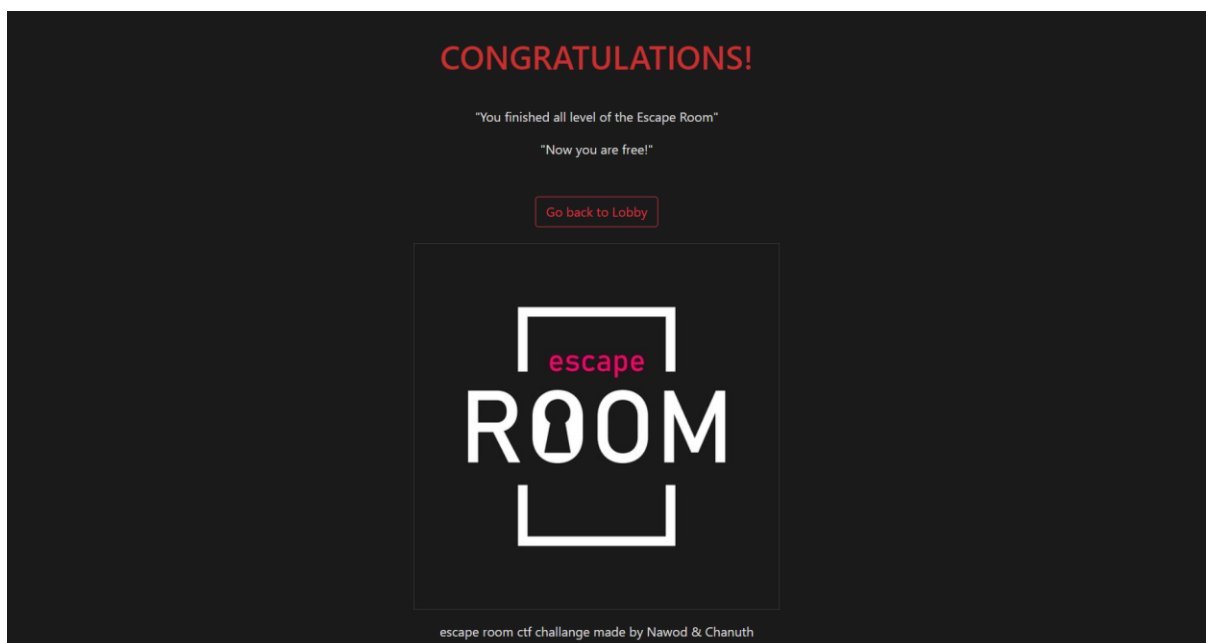 CONGRATULATIONS!
"You finished all level of the Escape Room"
"Now you are free!"
Go back to Lobby
escape
ROOM
escape room ctf challange made by Nawod & Chanuth